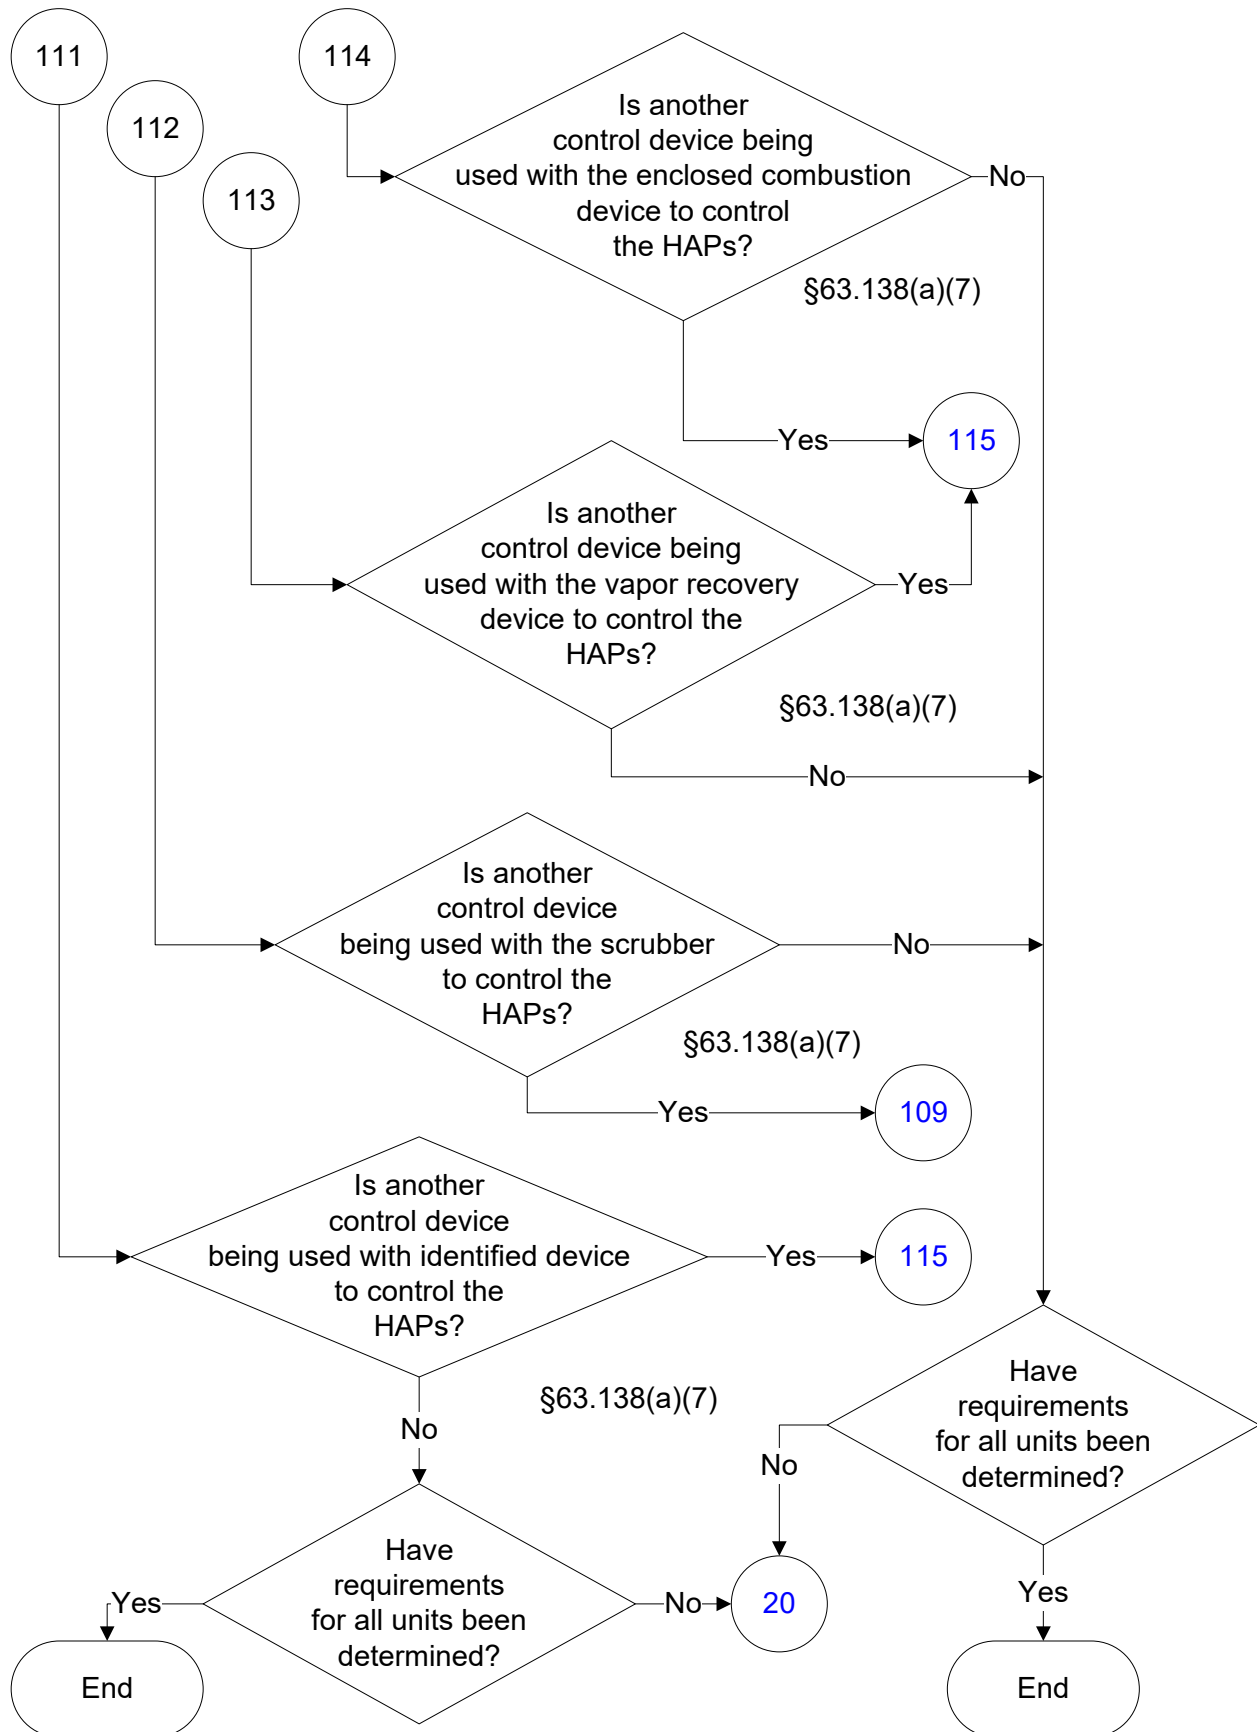 111
114
112
113
Is another
control device being
used with the enclosed combustion
device to control
the HAPs?
No
§63.138(a)(7)
Yes
115
Is another
control device being
used with the vapor recovery
device to control the
HAPs?
Yes
§63.138(a)(7)
No
Is another
control device
being used with the scrubber
to control the
HAPs?
No
§63.138(a)(7)
Yes
109
Is another
control device
being used with identified device
to control the
HAPs?
Yes
115
§63.138(a)(7)
No
Have
requirements
for all units been
determined?
No
Yes
Have
requirements
for all units been
determined?
Yes
No
20
End
End